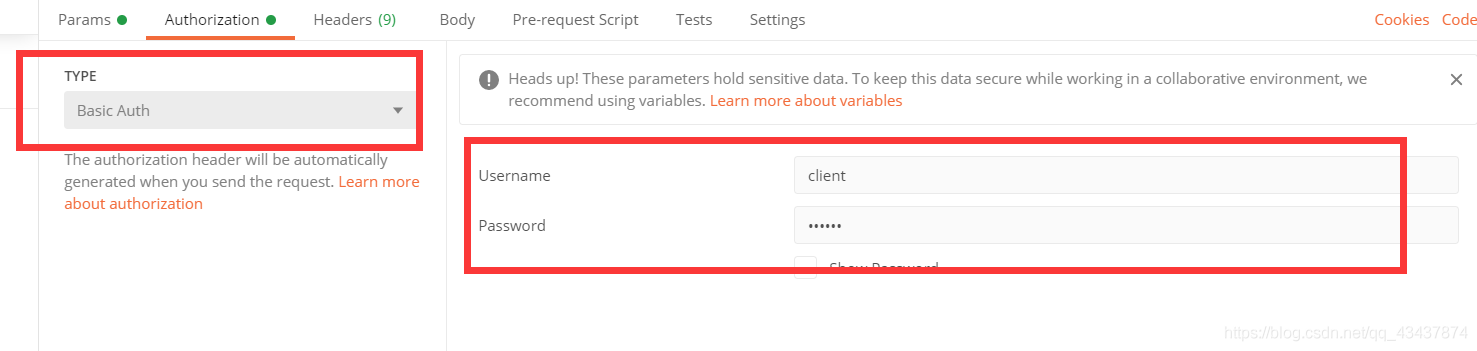 Params Authorization Headers (9) Body Pre-request Script Tests Settings Cookies Code
TYPE
Basic Auth
The authorization header will be automatically
generated when you send the request. Learn more
about authorization
Heads up! These parameters hold sensitive data. To keep this data secure while working in a collaborative environment, we
recommend using variables. Learn more about variables
Username client
Password ••••••
Show Password
https://blog.csdn.net/qq_43437874